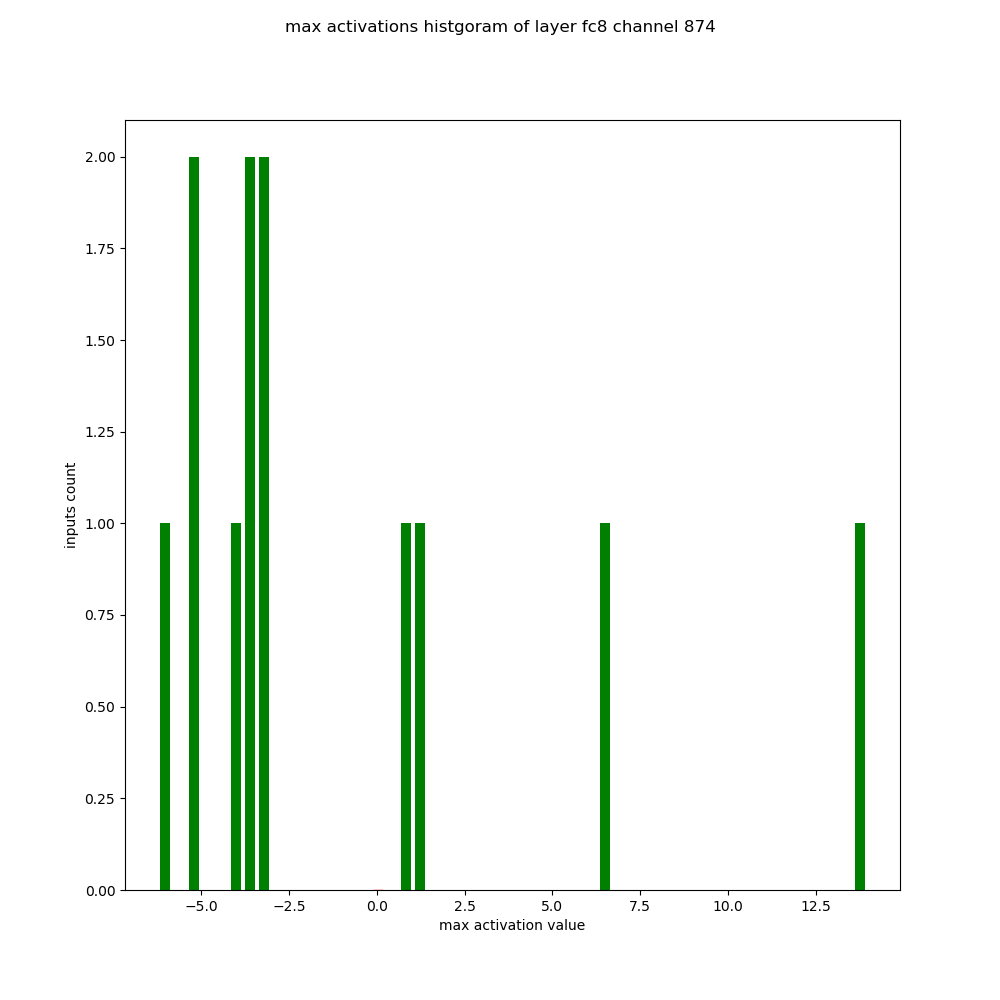 max activations histgoram of layer fc8 channel 874
2.00
1.75
1.50
1.25
1.00
0.75
0.50
0.25
0.00
inputs count
−5.0 −2.5 0.0 2.5 5.0 7.5 10.0 12.5
max activation value